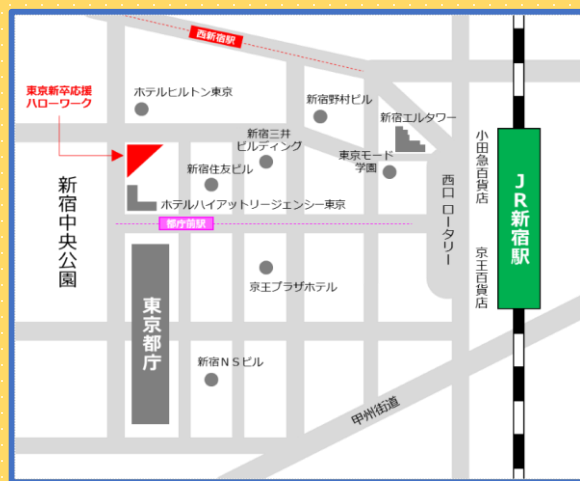 西新宿駅
東京新卒応援
ハローワーク
ホテルヒルトン東京
新宿野村ビル
新宿エルタワー
新宿三井
ビルディング
東京モード
学園
新宿住友ビル
小田急百貨店
JR新宿駅
西口 ロータリー
新宿中央公園
ホテルハイアットリージェンシー東京
都庁前駅
京王百貨店
京王プラザホテル
東京都庁
新宿NSビル
甲州街道